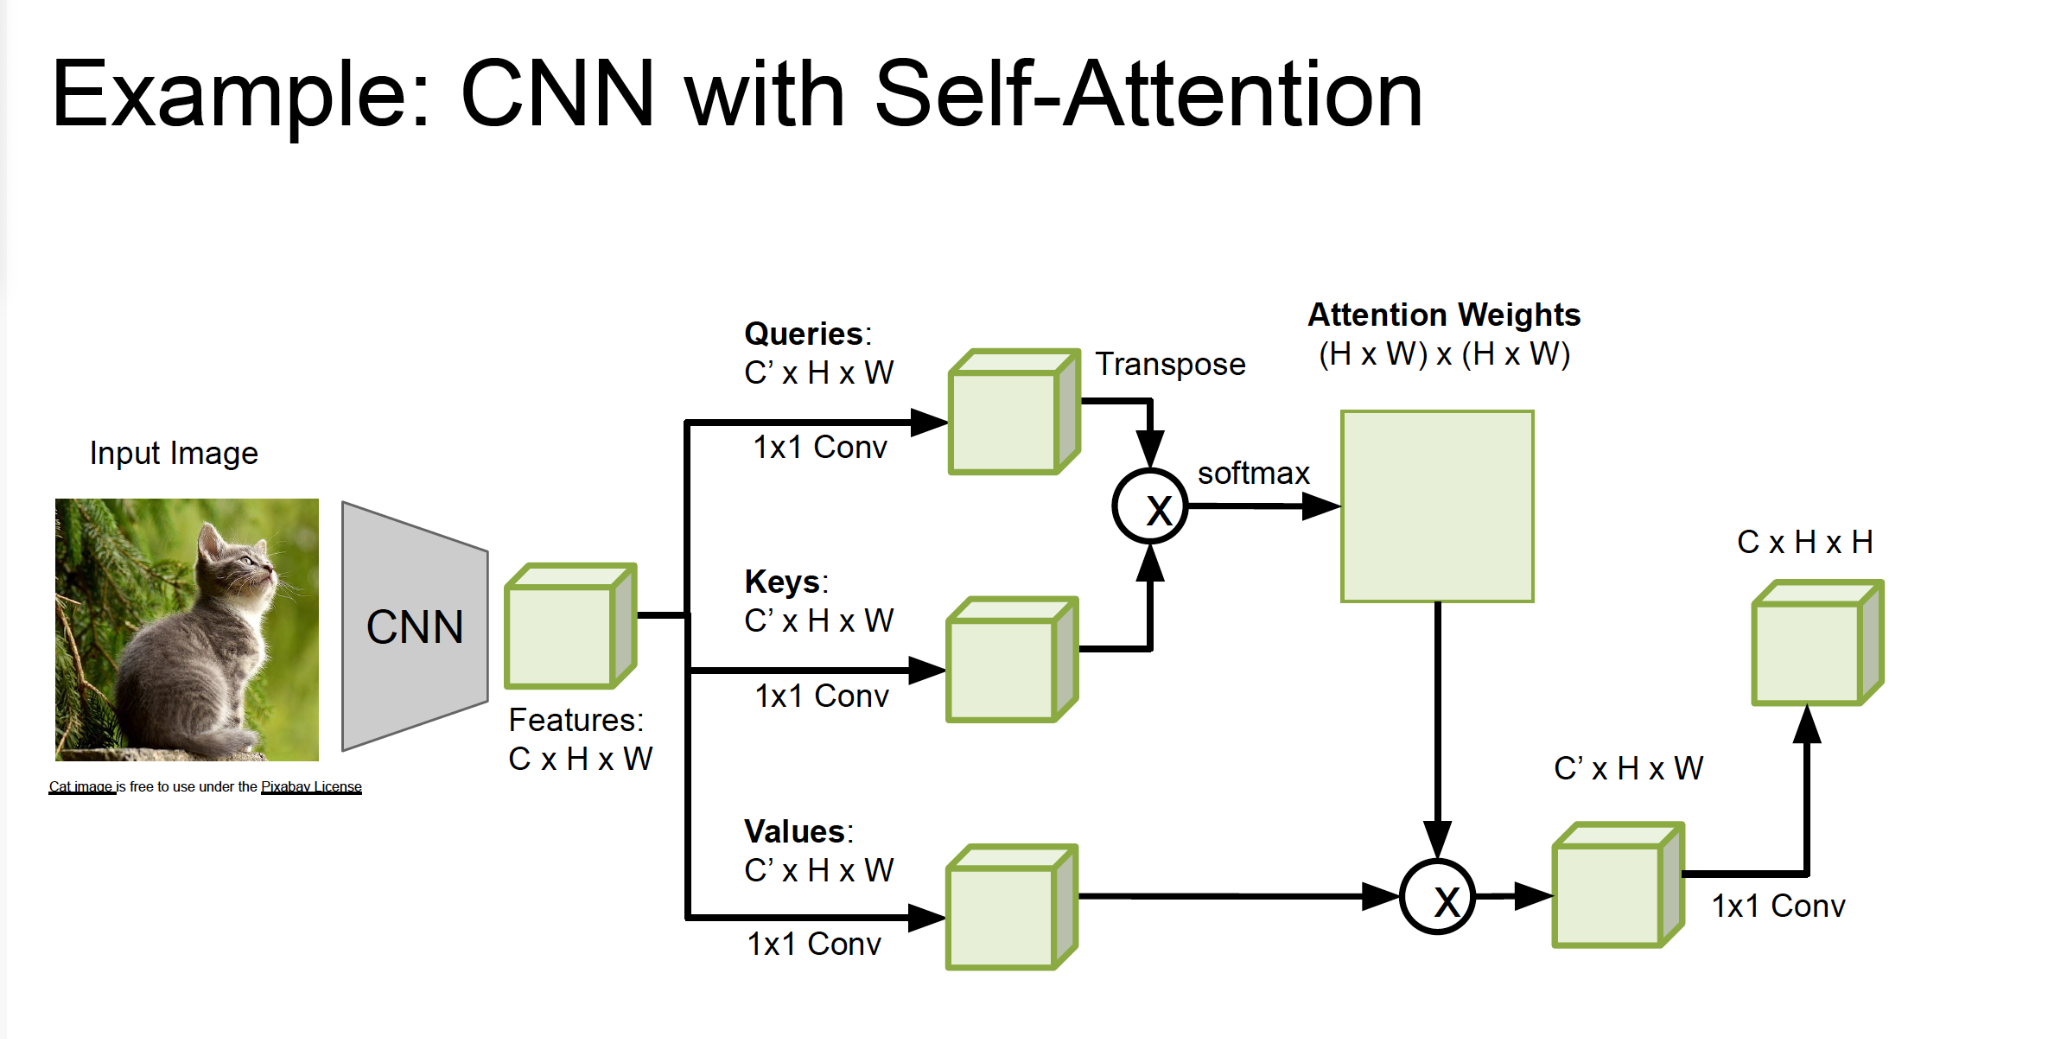 Example: CNN with Self-Attention
Input Image
CNN
Cat image is free to use under the Pixabay License
Features:
C x H x W
Queries:
C’ x H x W
1x1 Conv
Keys:
C’ x H x W
1x1 Conv
Values:
C’ x H x W
1x1 Conv
Transpose
X
softmax
Attention Weights
(H x W) x (H x W)
X
C’ x H x W
1x1 Conv
C x H x H